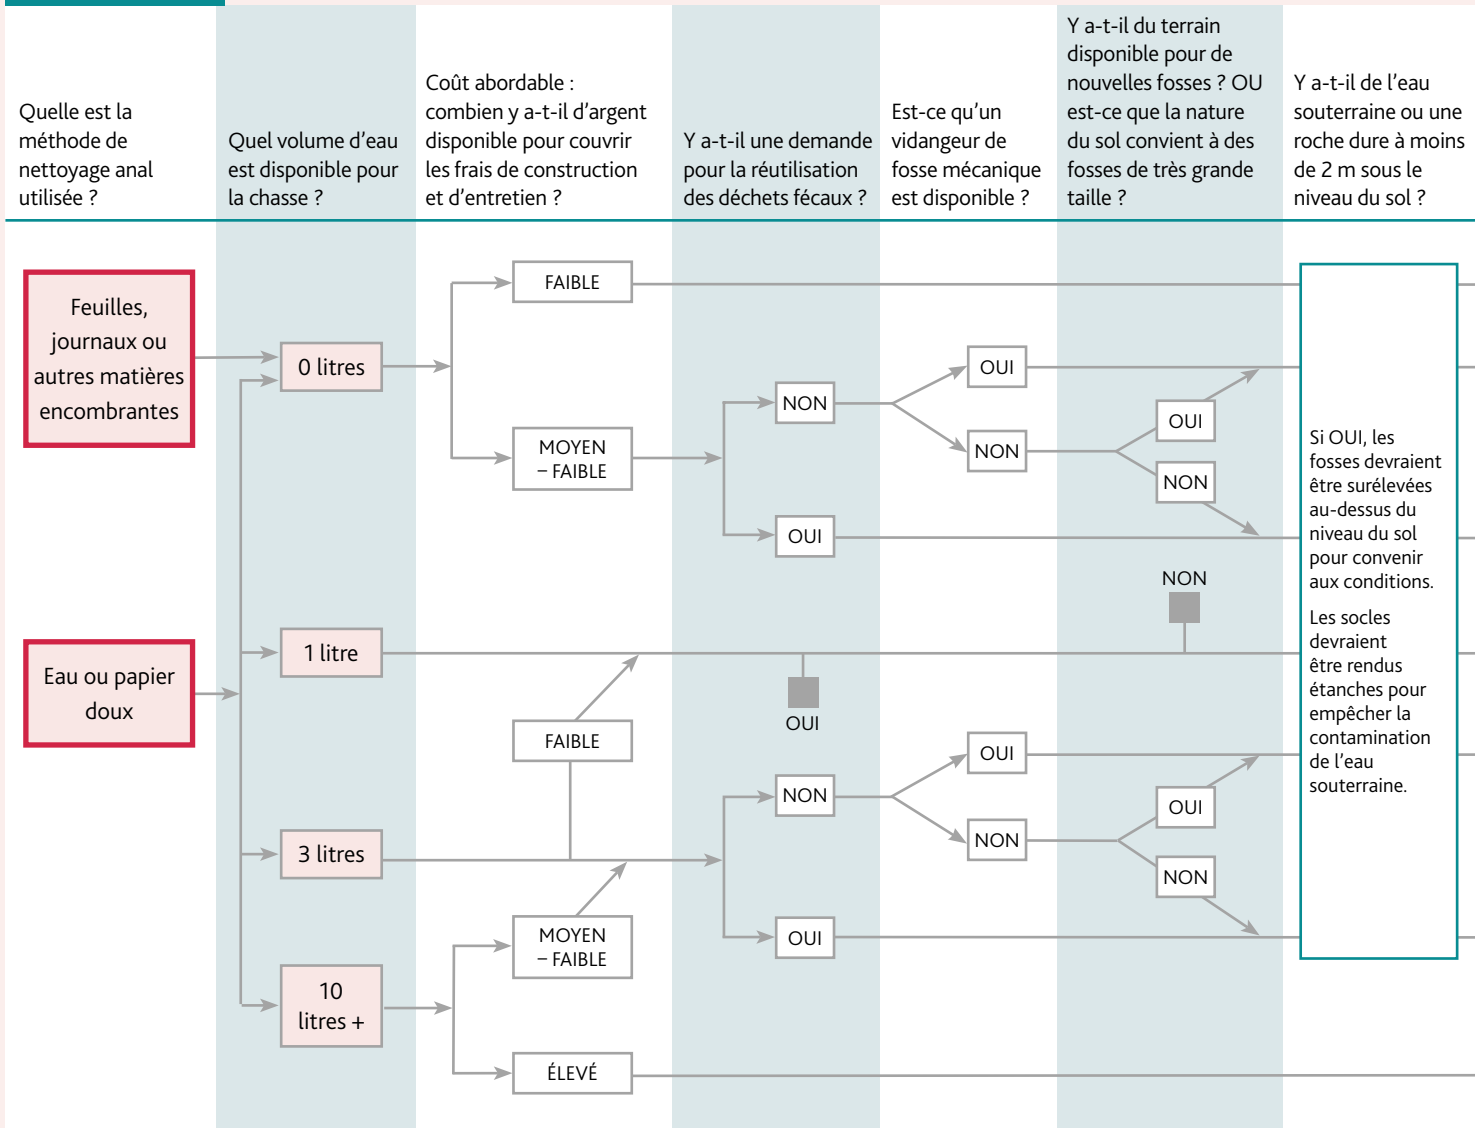 Quelle est la
méthode de
nettoyage anal
utilisée ?
Quel volume d'eau
est disponible pour
la chasse ?
Coût abordable :
combien y a-t-il d'argent
disponible pour couvrir
les frais de construction
et d'entretien ?
Y a-t-il une demande
pour la réutilisation
des déchets fécaux ?
Est-ce qu'un
vidangeur de
fosse mécanique
est disponible ?
Y a-t-il du terrain
disponible pour de
nouvelles fosses ? OU
est-ce que la nature
du sol convient à des
fosses de très grande
taille ?
Y a-t-il de l'eau
souterraine ou une
roche dure à moins
de 2 m sous le
niveau du sol ?
Feuilles,
journaux ou
autres matières
encombrantes
Eau ou papier
doux
0 litres
1 litre
3 litres
10
litres +
FAIBLE
MOYEN
– FAIBLE
FAIBLE
MOYEN
– FAIBLE
ÉLEVÉ
NON
OUI
OUI
NON
OUI
OUI
NON
OUI
NON
OUI
NON
NON
OUI
NON
Si OUI, les
fosses devraient
être surélevées
au-dessus du
niveau du sol
pour convenir
aux conditions.
Les socles
devraient
être rendus
étanches pour
empêcher la
contamination
de l'eau
souterraine.